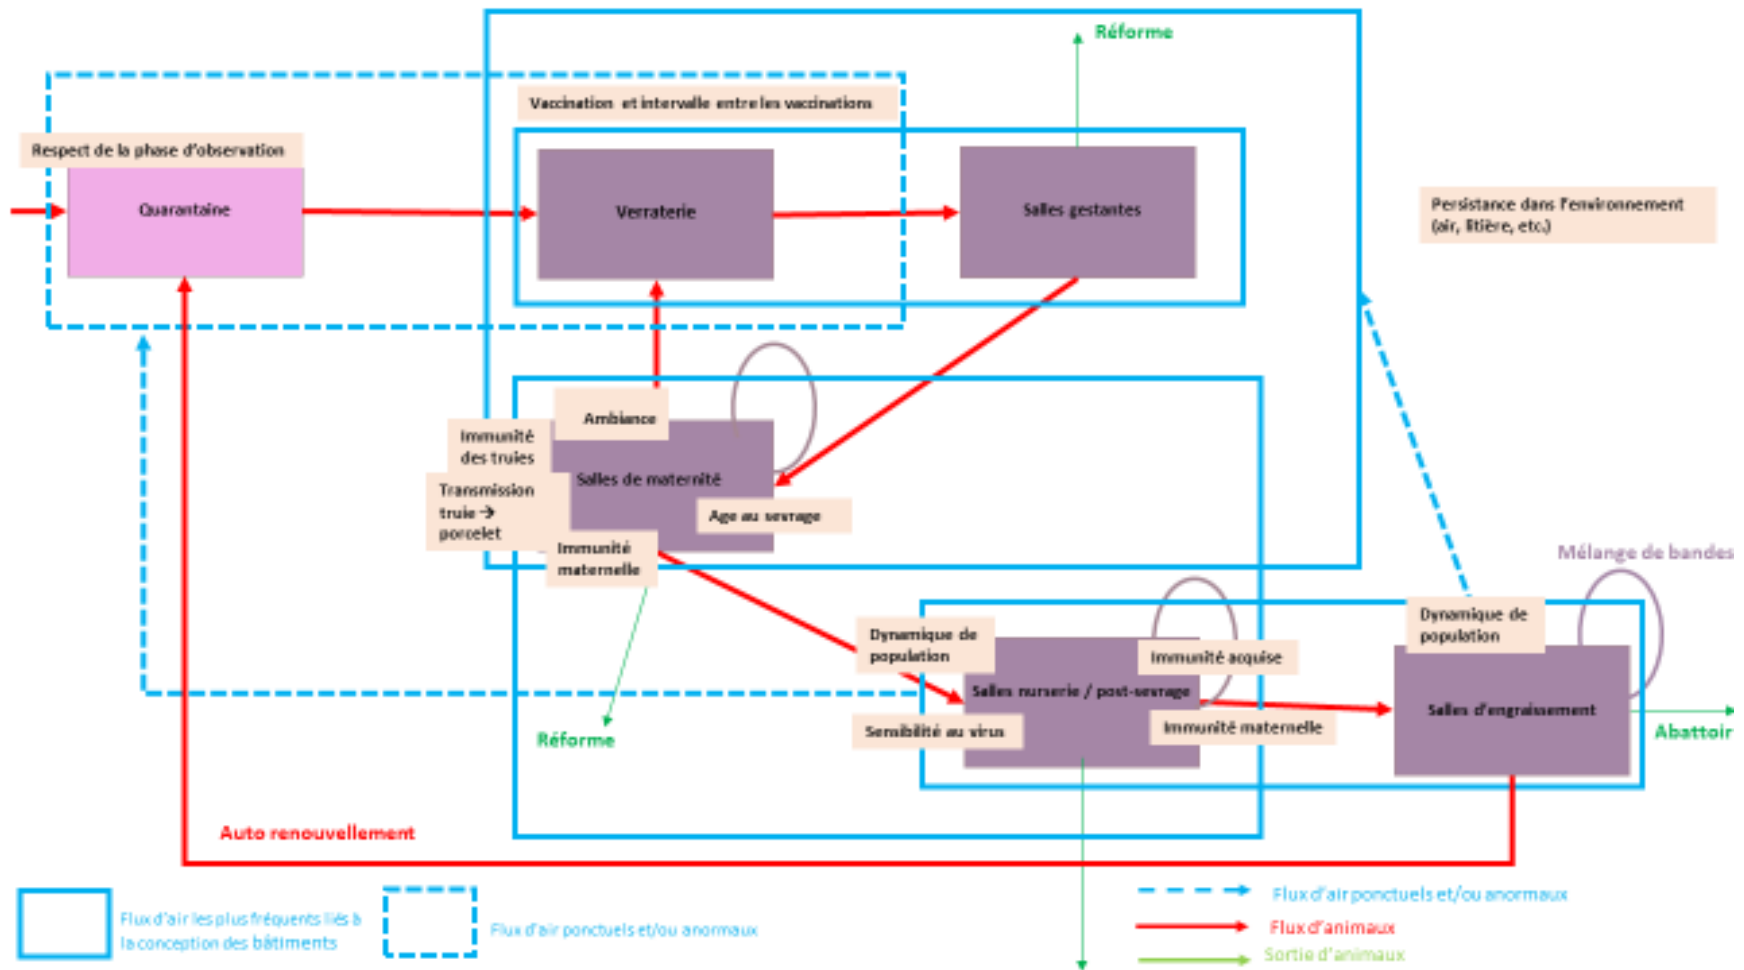 Réforme
Vaccination et intervalle entre les vaccinations
Respect de la phase d'observation
Quarantaine
Verraterie
Salles gestantes
Persistance dans l'environnement
(air, litière, etc.)
Ambiance
Immunité
des truies
Salles de maternité
Transmission
truie →
porcelet
Age au sevrage
Immunité
maternelle
Mélange de bandes
Dynamique de
population
Dynamique de
population
Immunité acquise
Salles nurserie / post-sevrage
Salles d'engraissement
Sensibilité au virus
Immunité maternelle
Réforme
Abattoir
Auto renouvellement
Flux d'air les plus fréquents liés à
la conception des bâtiments
Flux d'air ponctuels et/ou anormaux
Flux d'air ponctuels et/ou anormaux
Flux d'animaux
Sortie d'animaux